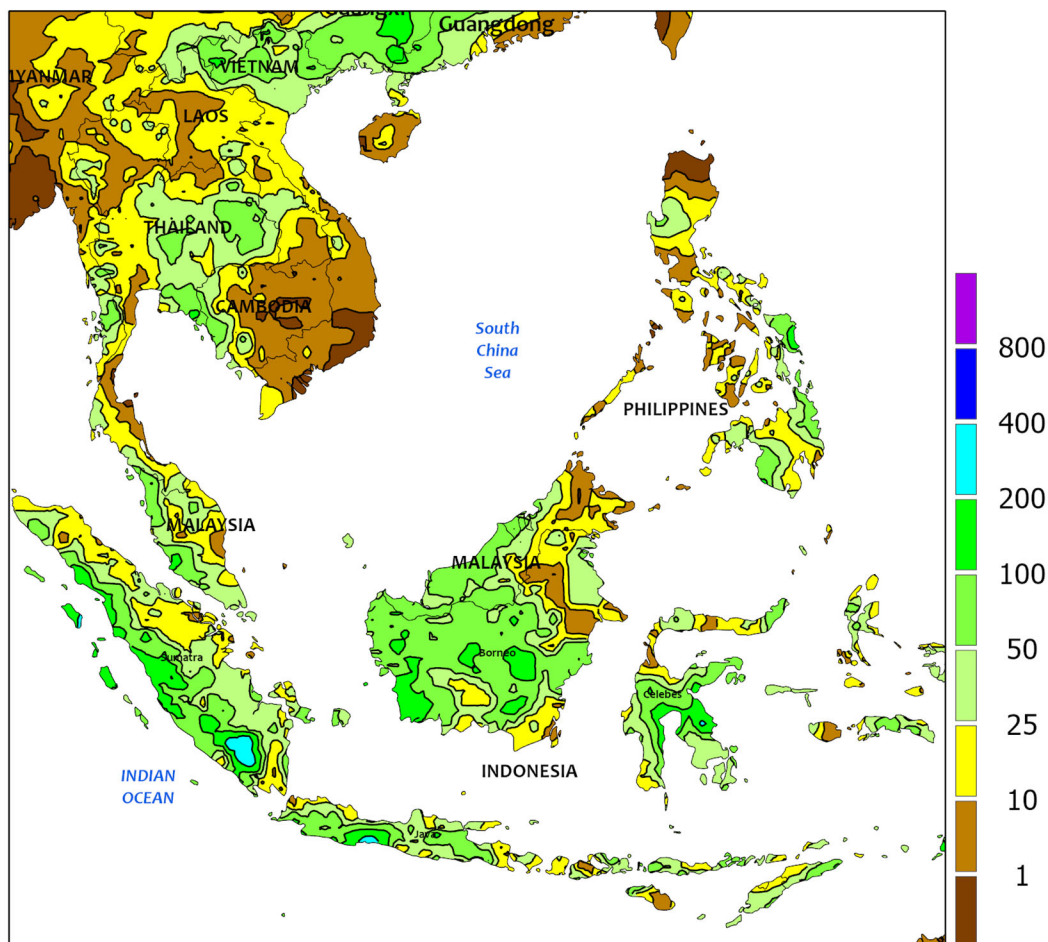 Guangdong
VIETNAM
LAOS
THAILAND
CAMBODIA
South
China
Sea
PHILIPPINES
MALAYSIA
MALAYSIA
Sumatra
Borneo
Celebes
INDIAN
OCEAN
INDONESIA
Java
800
400
200
100
50
25
10
1